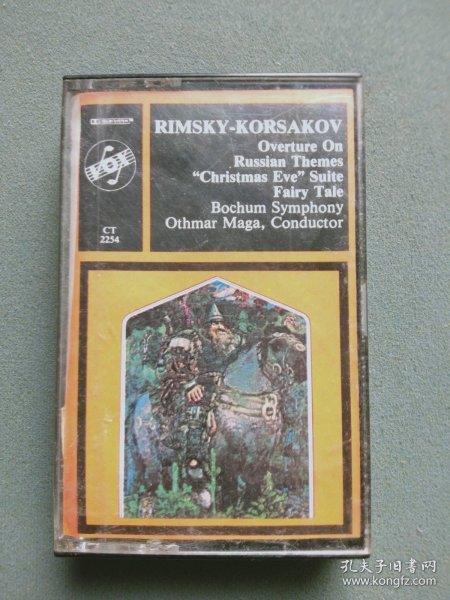 RIMSKY-KORSAKOV
Overture On
Russian Themes
“Christmas Eve” Suite
Fairy Tale
Bochum Symphony
Othmar Maga, Conductor
VOX
CT
2254
孔夫子旧书网
www.kongfz.com